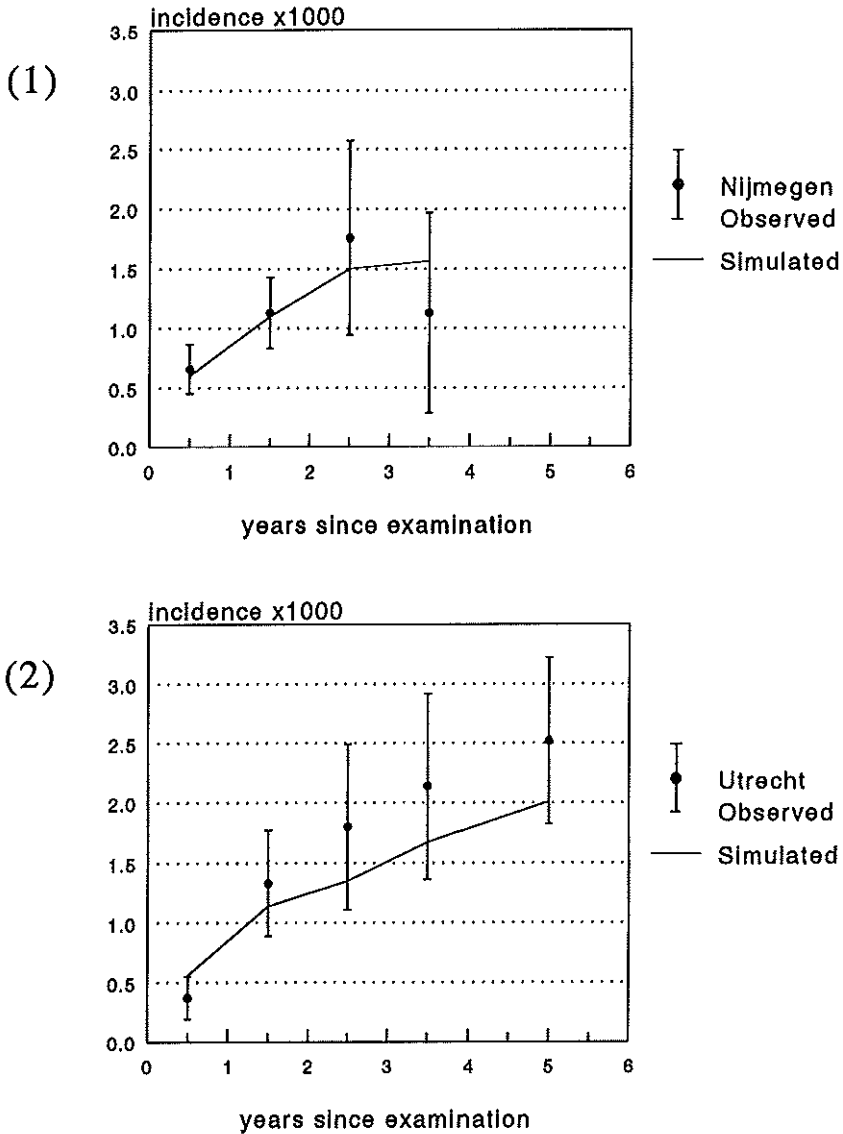 incidence x1000
(1)
3.5
3.0
2.5
2.0
1.5
1.0
0.5
0.0
0 1 2 3 4 5 6
years since examination
Nijmegen
Observed
Simulated
incidence x1000
(2)
3.5
3.0
2.5
2.0
1.5
1.0
0.5
0.0
0 1 2 3 4 5 6
years since examination
Utrecht
Observed
Simulated